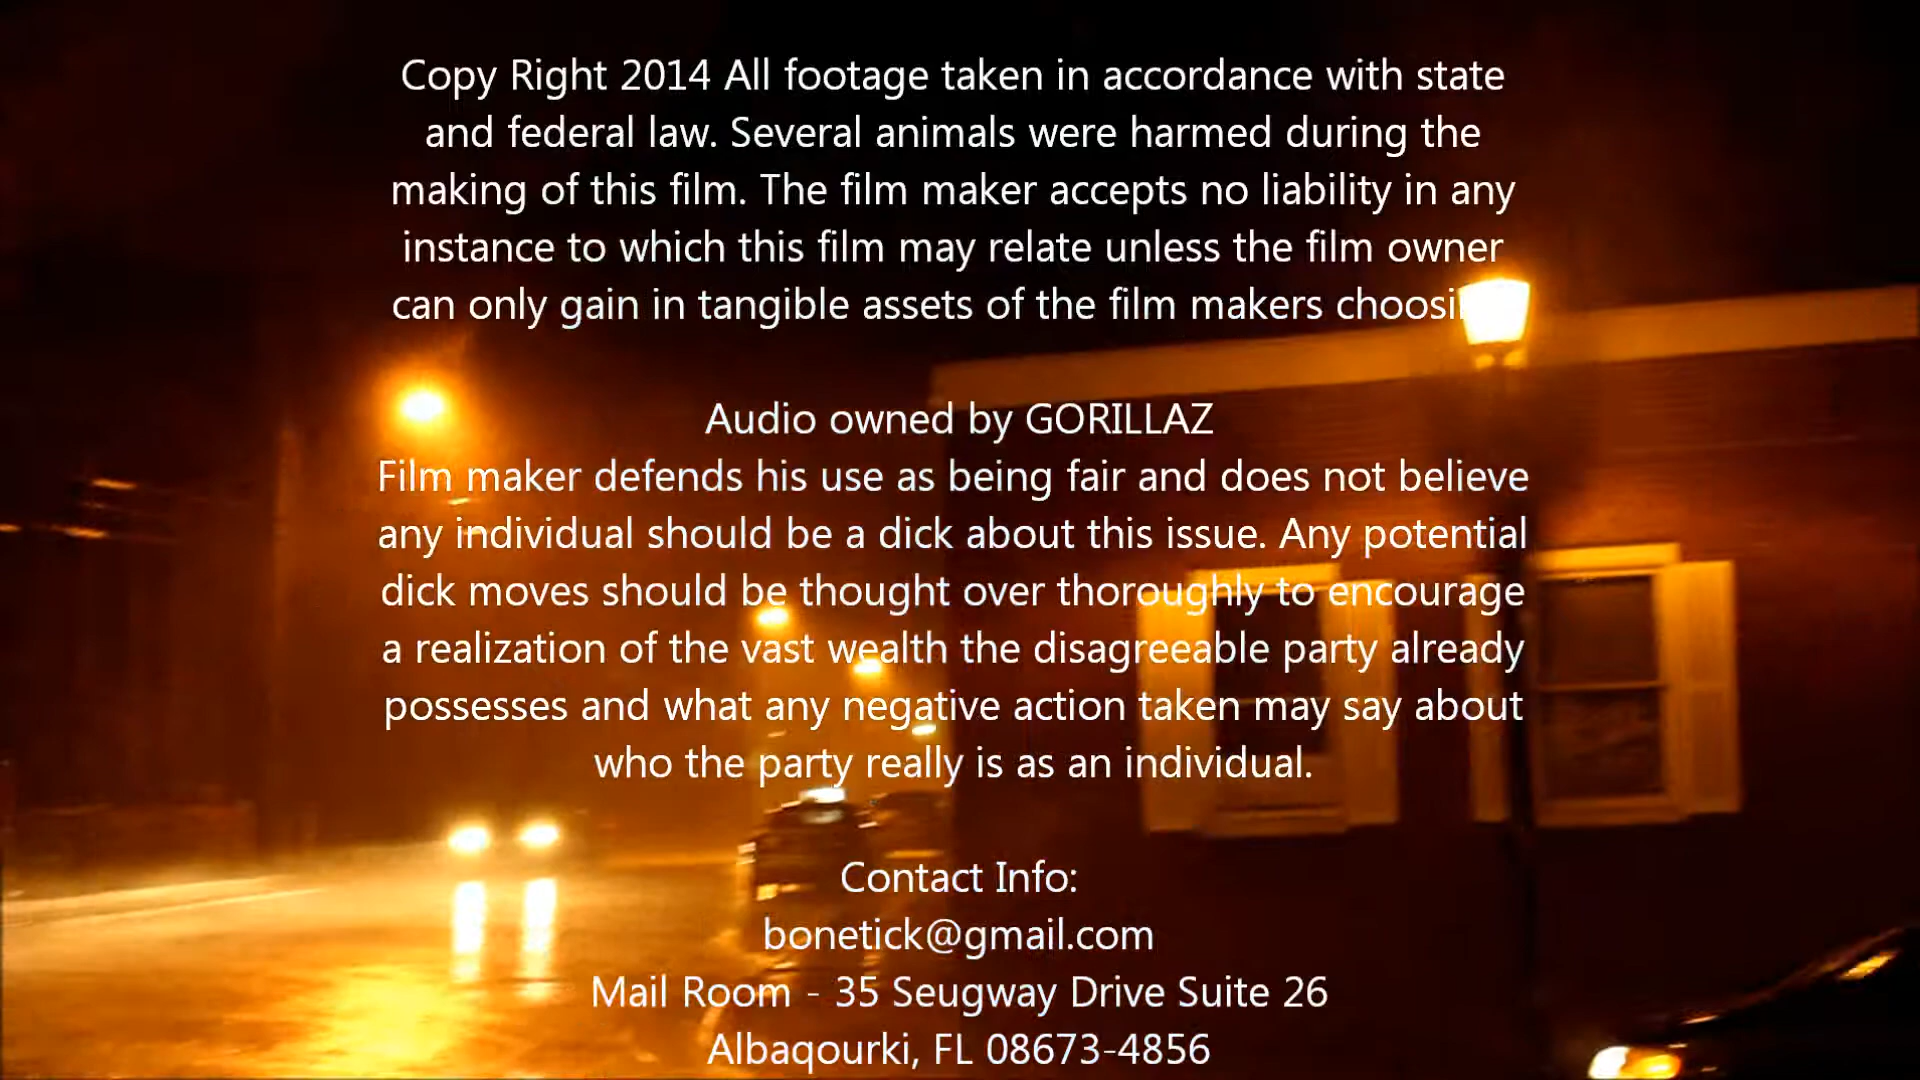 Copy Right 2014 All footage taken in accordance with state
and federal law. Several animals were harmed during the
making of this film. The film maker accepts no liability in any
instance to which this film may relate unless the film owner
can only gain in tangible assets of the film makers
Audio owned by GORILLAZ
Film maker defends his use as being fair and does not believe
any individual should be a dick about this issue. Any potential
dick moves should be thought over thoroughly to encourage
a realization of the vast wealth the disagreeable party already
possesses and what any negative action taken may say about
who the party really is as an individual.
Contact Info:
bonetick@gmail.com
Mail Room - 35 Seugway Drive Suite 26
Albaqourki, FL 08673-4856